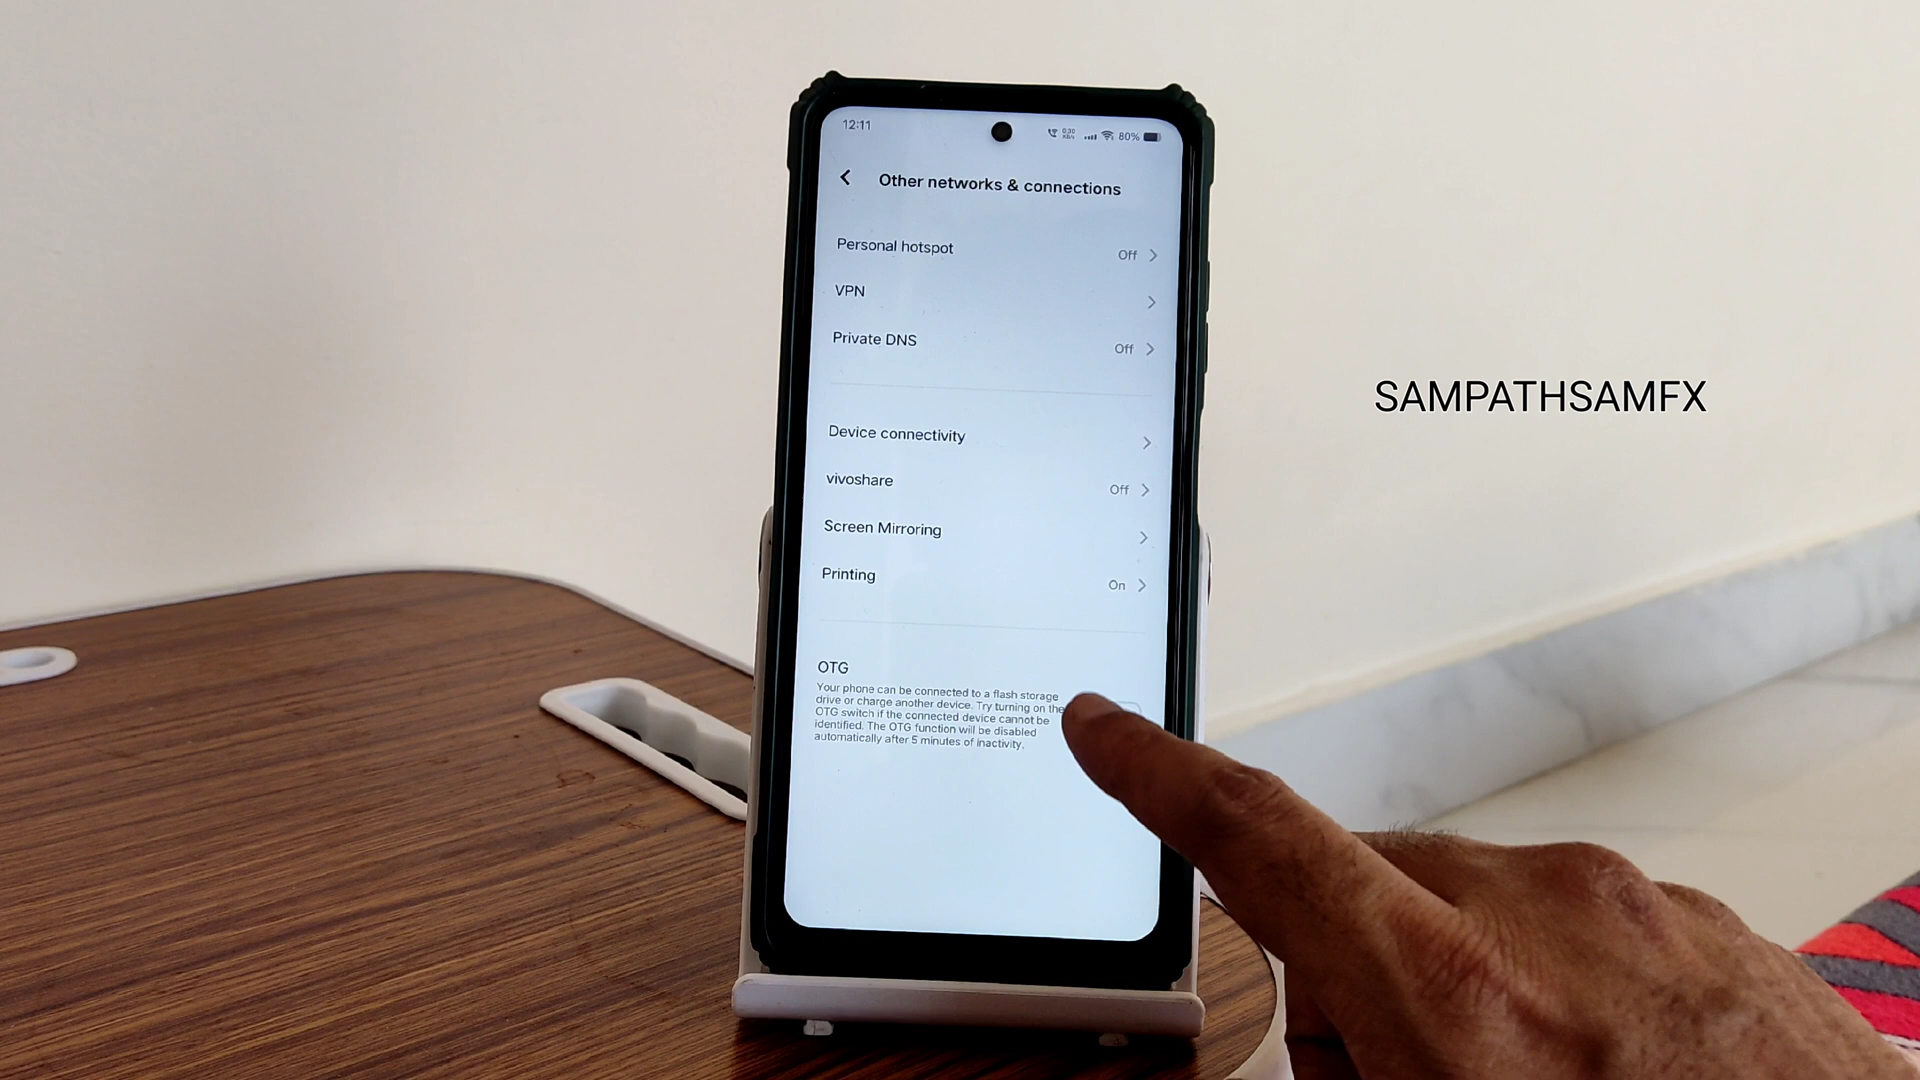 12:11
0.30
KB/s
80%
Other networks & connections
Personal hotspot
Off
VPN
Private DNS
Off
Device connectivity
vivoshare
Off
Screen Mirroring
Printing
On
OTG
Your phone can be connected to a flash storage
drive or charge another device. Try turning on the
OTG switch if the connected device cannot be
identified. The OTG function will be disabled
automatically after 5 minutes of inactivity.
SAMPATHSAMFX